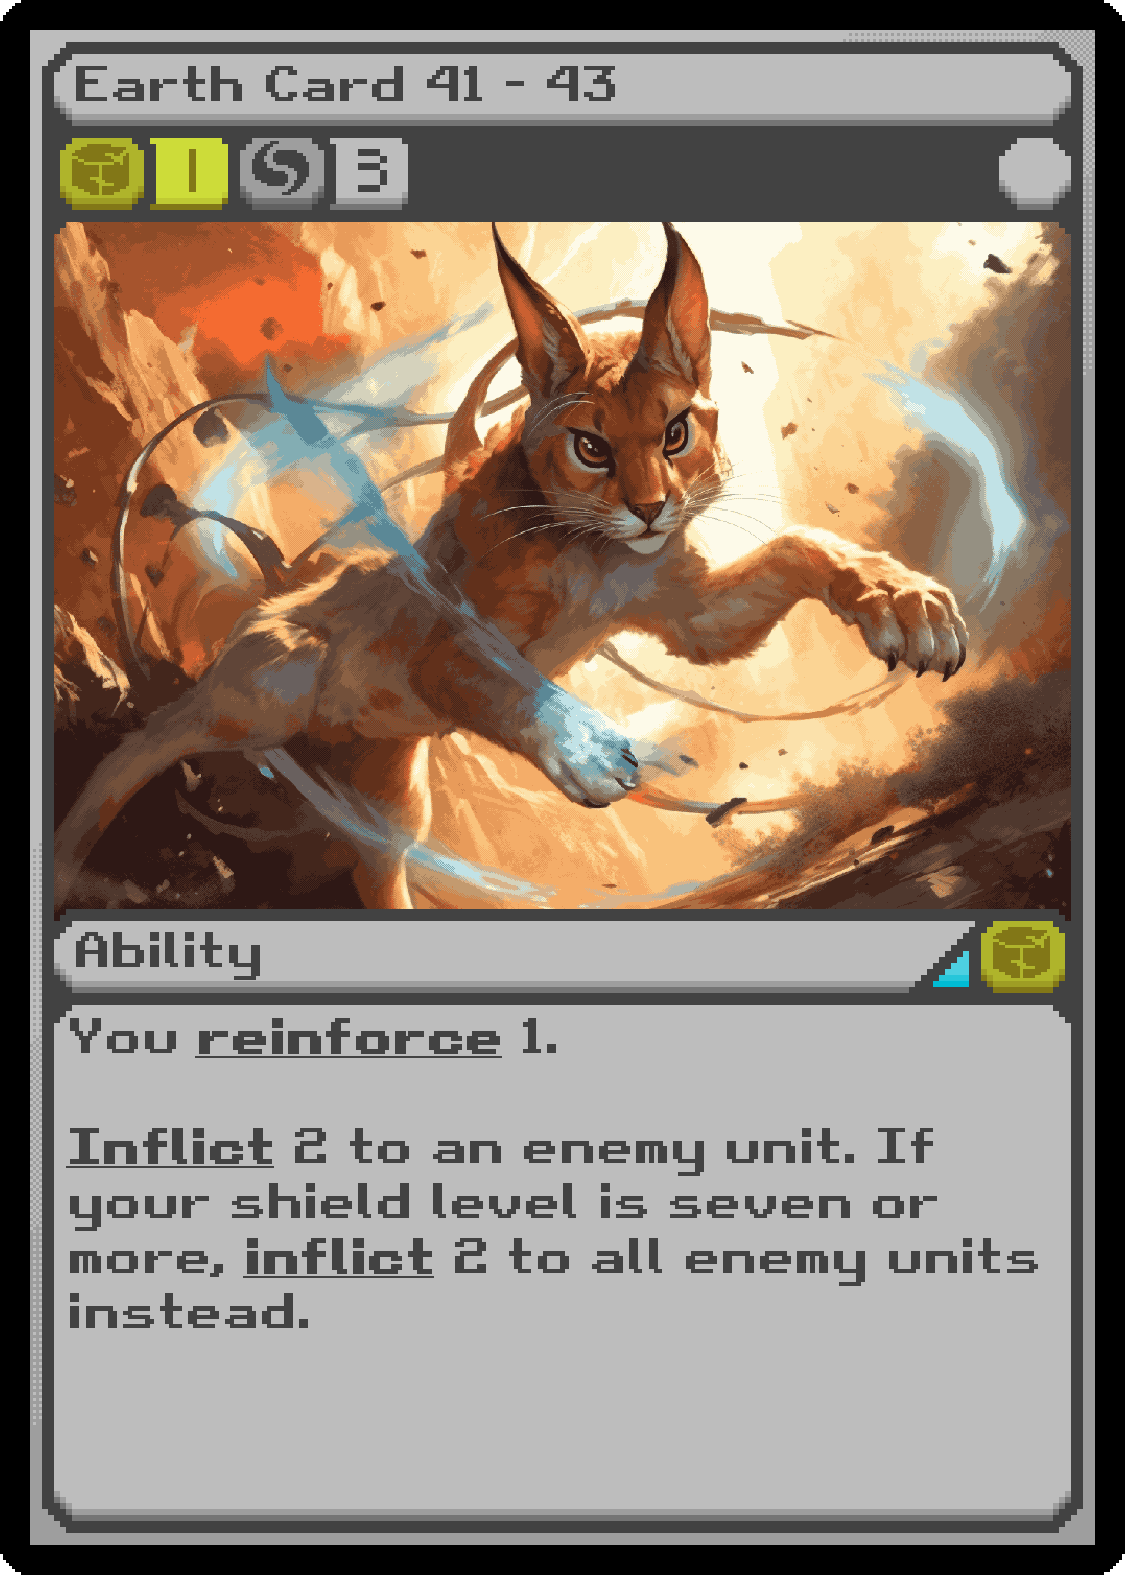 Earth Card 41 - 43
1 3
Ability
You reinforce 1.
Inflict 2 to an enemy unit. If
your shield level is seven or
more, inflict 2 to all enemy units
instead.